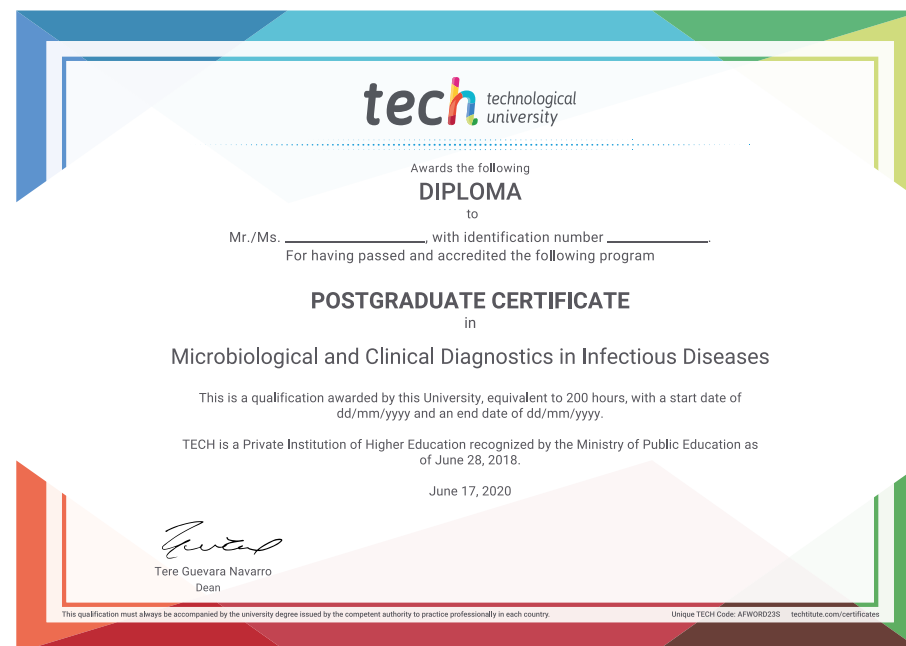 tech technological
university
Awards the following
DIPLOMA
to
Mr./Ms. ____________________, with identification number ______________.
For having passed and accredited the following program
POSTGRADUATE CERTIFICATE
in
Microbiological and Clinical Diagnostics in Infectious Diseases
This is a qualification awarded by this University, equivalent to 200 hours, with a start date of
dd/mm/yyyy and an end date of dd/mm/yyyy.
TECH is a Private Institution of Higher Education recognized by the Ministry of Public Education as
of June 28, 2018.
June 17, 2020
Tere Guevara Navarro
Dean
This qualification must always be accompanied by the university degree issued by the competent authority to practice professionally in each country. Unique TECH Code: AFWORD23S techtitute.com/certificates